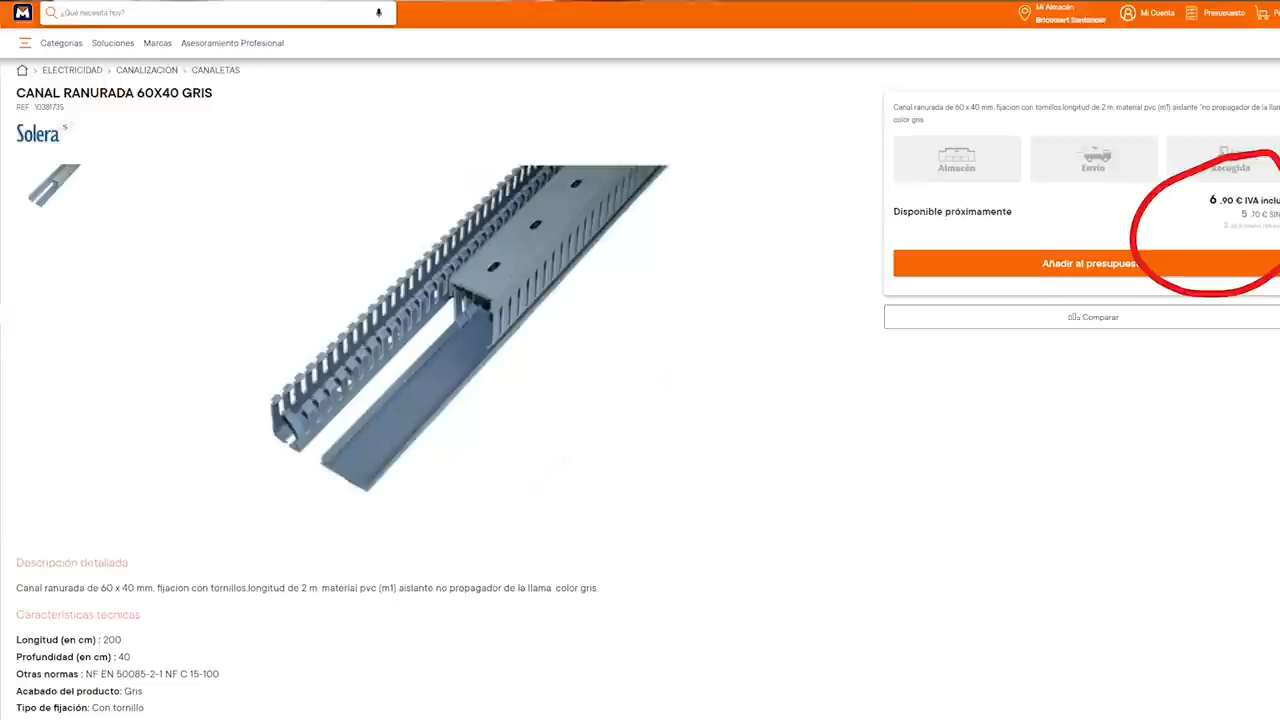 M
¿Qué necesita hoy?
Mi Almacén
Bricomart Santander
Mi Cuenta
Presupuesto
Categorias
Soluciones
Marcas
Asesoramiento Profesional
ELECTRICIDAD > CANALIZACIÓN > CANALETAS
CANAL RANURADA 60X40 GRIS
REF 10381735
Solera
Canal ranurada de 60 x 40 mm. fijacion con tornillos.longitud de 2 m. material pvc (m1) aislante "no propagador de la
color gris
Almacén
Envío
Recogida
Disponible próximamente
6 .90 € IVA
5 .70 € SIN
Añadir al
Comparar
Descripción detallada
Canal ranurada de 60 x 40 mm. fijacion con tornillos.longitud de 2 m. material pvc (m1) aislante no propagador de la llama color gris.
Características tecnicas
Longitud (en cm) : 200
Profundidad (en cm) : 40
Otras normas : NF EN 50085-2-1 NF C 15-100
Acabado del producto: Gris
Tipo de fijación: Con tornillo